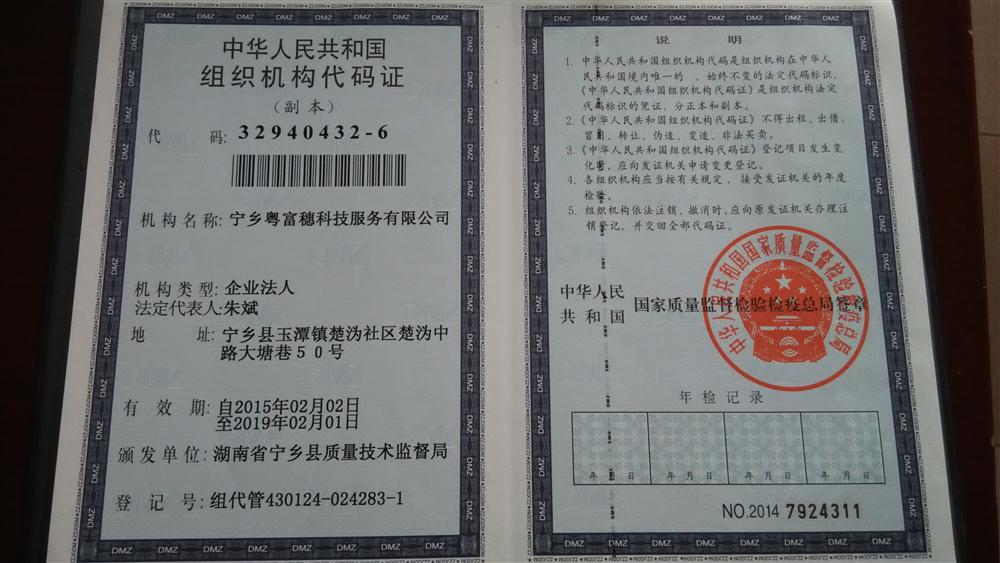 中华人民共和国
组织机构代码证
(副本)
代 码: 32940432-6
机构名称: 宁乡粤富穗科技服务有限公司
机构类型: 企业法人
法定代表人:朱斌
地 址: 宁乡县玉潭镇楚沩社区楚沩中
路大塘巷50号
有 效 期: 自2015年02月02日
至2019年02月01日
颁发单位: 湖南省宁乡县质量技术监督局
登 记 号: 组代管430124-024283-1
说 明
1. 中华人民共和国组织机构代码是组织机构在中华人
民共和国境内唯一的、始终不变的法定代码标识,
《中华人民共和国组织机构代码证》是组织机构法定
代码标识的凭证,分正本和副本。
2. 《中华人民共和国组织机构代码证》不得出租、出借、
冒用、转让、伪造、变造、非法买卖。
3. 《中华人民共和国组织机构代码证》登记项目发生变
化时,应向发证机关申请变更登记。
4. 各组织机构应当按有关规定,接受发证机关的年度
检验。
5. 组织机构依法注销、撤消时,应向原发证机关办理注
销登记,并交回全部代码证。
中华人民
共和国 国家质量监督检验检疫总局签章
中华人民共和国国家质量监督检验检疫总局
年检记录
年 月 日 年 月 日 年 月 日 年 月 日
NO.2014 7924311